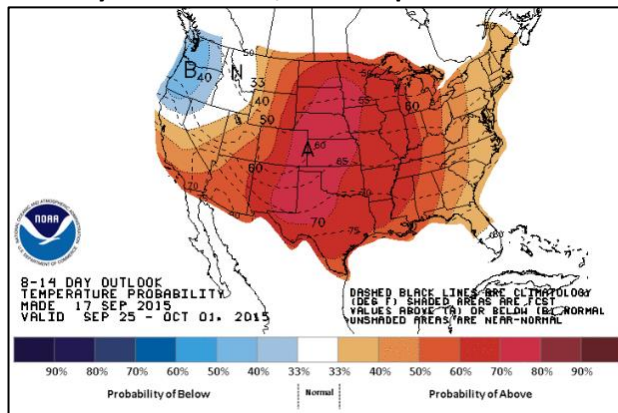 B 40
N
33
40
50
60
50
55
60
A 60
65
70
70
75
70
NOAA
8-14 DAY OUTLOOK
TEMPERATURE PROBABILITY
MADE 17 SEP 2015
VALID SEP 25 - OCT 01, 2015
DASHED BLACK LINES ARE CLIMATOLOGY
(DEG F) SHADED AREAS ARE FCST
VALUES ABOVE (A) OR BELOW (B) NORMAL
UNSHADED AREAS ARE NEAR-NORMAL
90% 80% 70% 60% 50% 40% 33% 33% 40% 50% 60% 70% 80% 90%
Probability of Below Normal Probability of Above